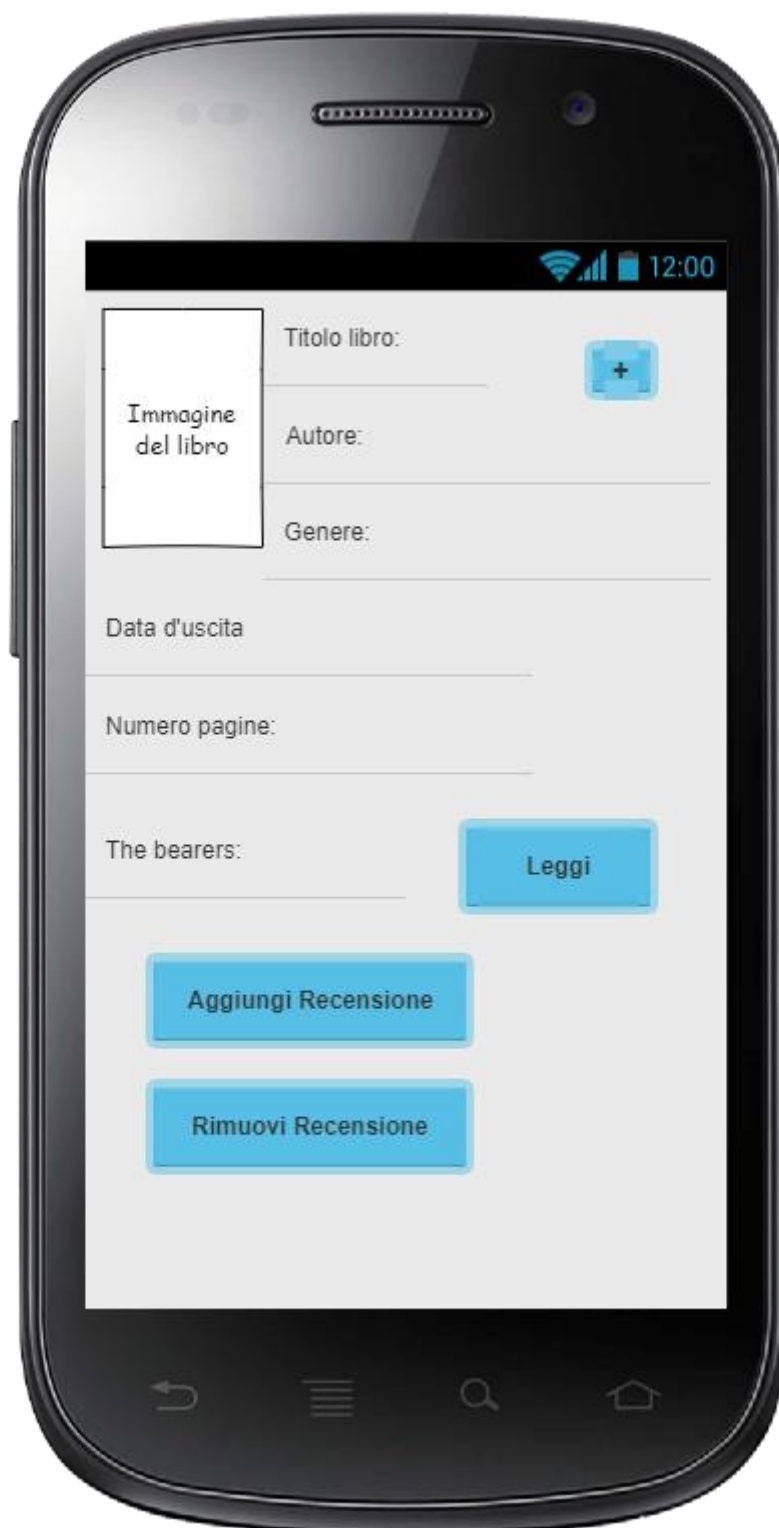 12:00
Titolo libro:
+
Immagine
del libro
Autore:
Genere:
Data d'uscita
Numero pagine:
The bearers:
Leggi
Aggiungi Recensione
Rimuovi Recensione